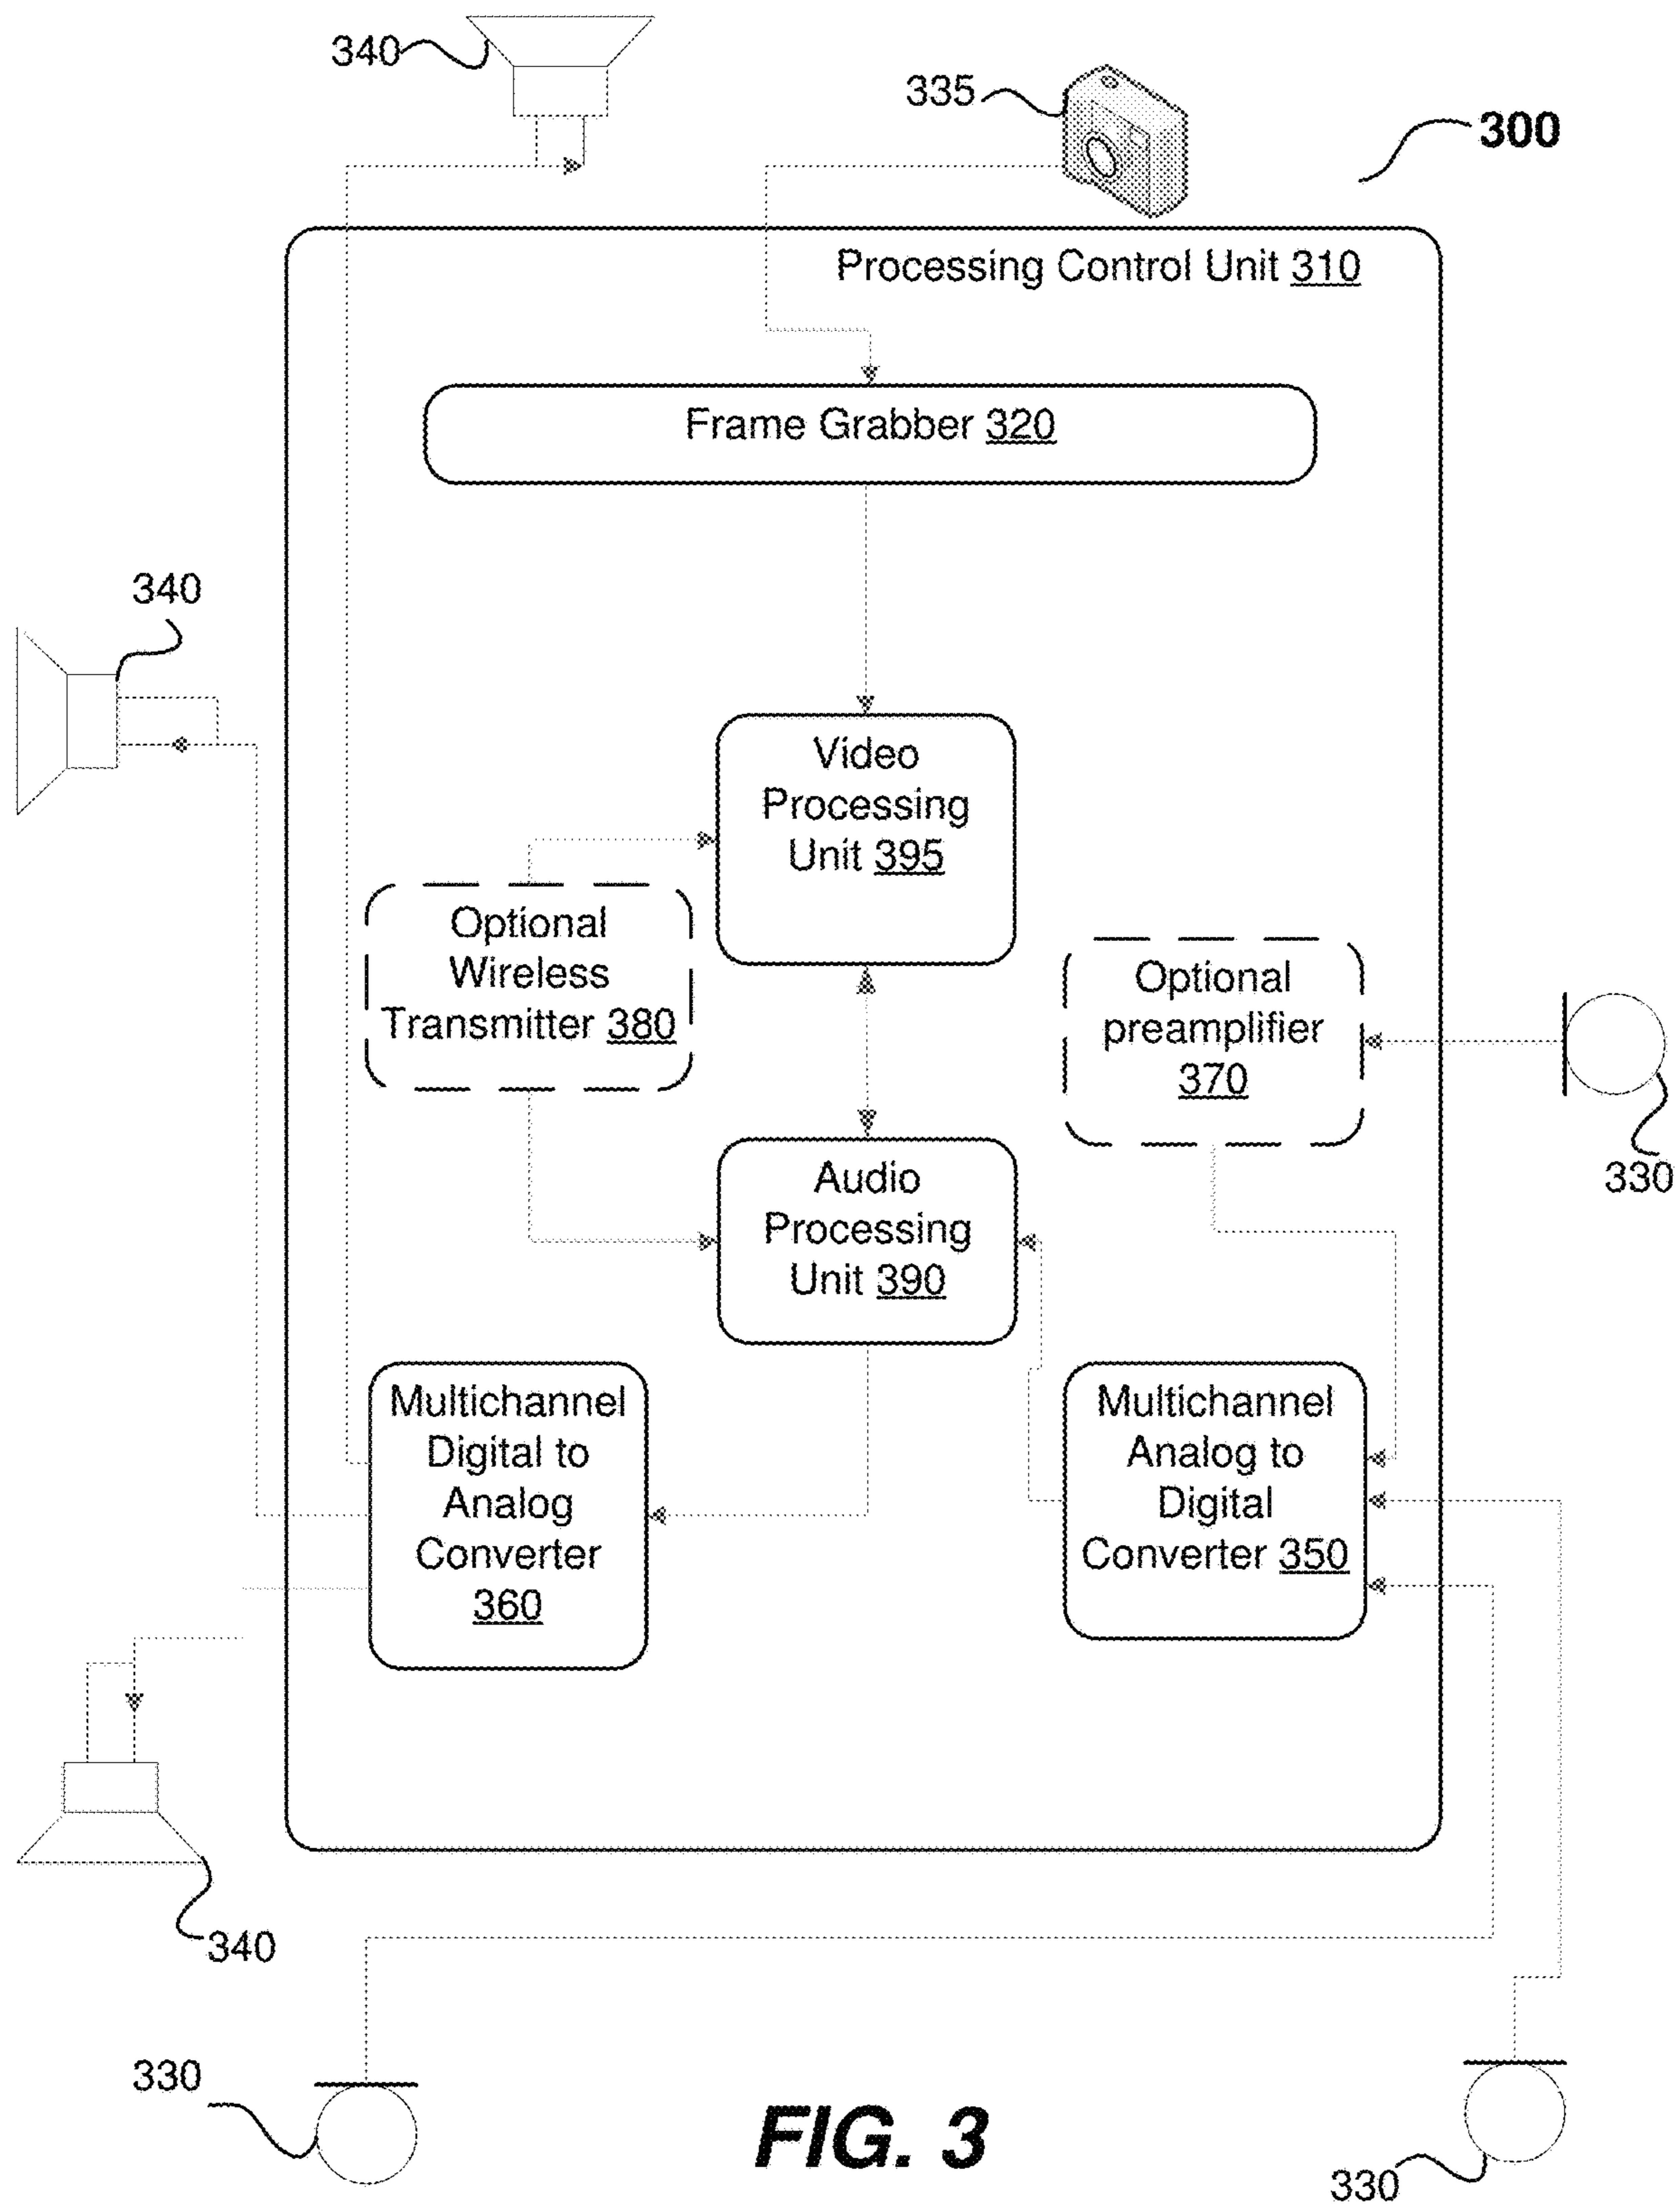 340
335
300
Processing Control Unit 310
Frame Grabber 320
340
Video
Processing
Unit 395
Optional
Wireless
Transmitter 380
Optional
preamplifier
370
330
Audio
Processing
Unit 390
Multichannel
Digital to
Analog
Converter
360
Multichannel
Analog to
Digital
Converter 350
340
330
FIG. 3
330